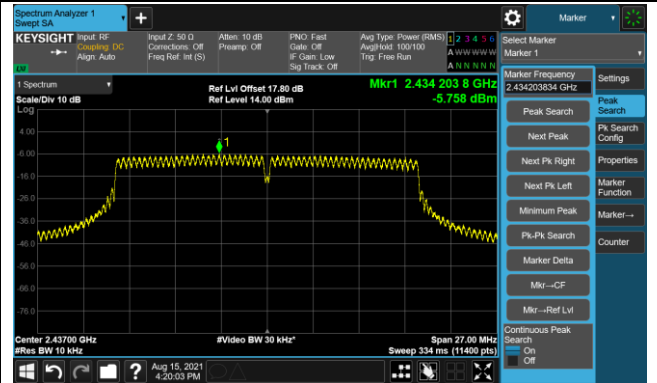 Spectrum Analyzer 1
Swept SA
Marker
KEYSIGHT
Input: RF
Coupling: DC
Align: Auto
Input Z: 50 Ω
Corrections: Off
Freq Ref: Int (S)
Atten: 10 dB
Preamp: Off
PNO: Fast
Gate: Off
IF Gain: Low
Sig Track: Off
Avg Type: Power (RMS)
Avg|Hold: 100/100
Trig: Free Run
1 2 3 4 5 6
A W W W W W
A N N N N N
Select Marker
Marker 1
1 Spectrum
Scale/Div 10 dB
Log
Ref Lvl Offset 17.80 dB
Ref Level 14.00 dBm
Mkr1 2.434 203 8 GHz
-5.758 dBm
1
4.00
-6.00
-16.0
-26.0
-36.0
-46.0
-56.0
-66.0
-76.0
Center 2.43700 GHz
#Res BW 10 kHz
#Video BW 30 kHz*
Span 27.00 MHz
Sweep 334 ms (11400 pts)
Marker Frequency
2.434203834 GHz
Peak Search
Next Peak
Next Pk Right
Next Pk Left
Minimum Peak
Pk-Pk Search
Marker Delta
Mkr→CF
Mkr→Ref Lvl
Continuous Peak
Search
On
Off
Settings
Peak
Search
Pk Search
Config
Properties
Marker
Function
Marker→
Counter
?
Aug 15, 2021
4:20:03 PM